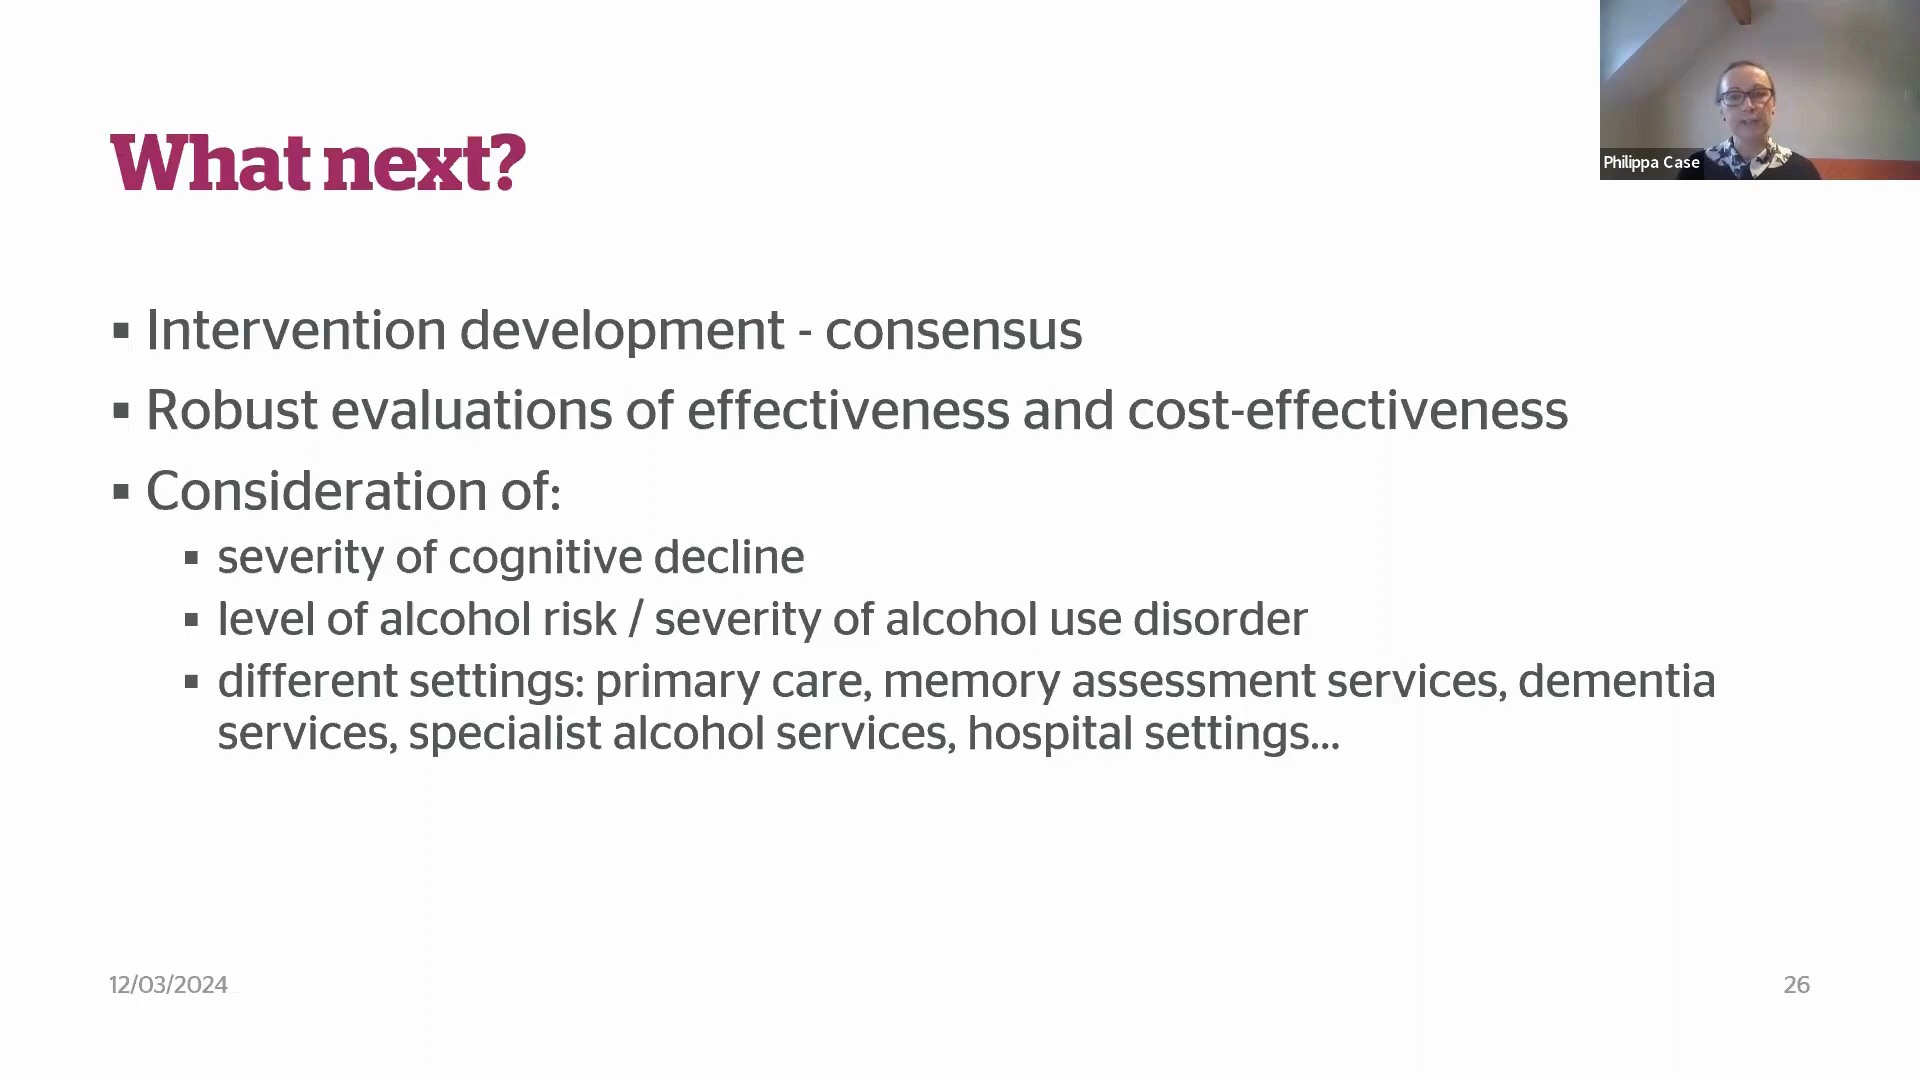 Philippa Case
What next?
▪ Intervention development - consensus
▪ Robust evaluations of effectiveness and cost-effectiveness
▪ Consideration of:
▪ severity of cognitive decline
▪ level of alcohol risk / severity of alcohol use disorder
▪ different settings: primary care, memory assessment services, dementia
services, specialist alcohol services, hospital settings...
12/03/2024
26